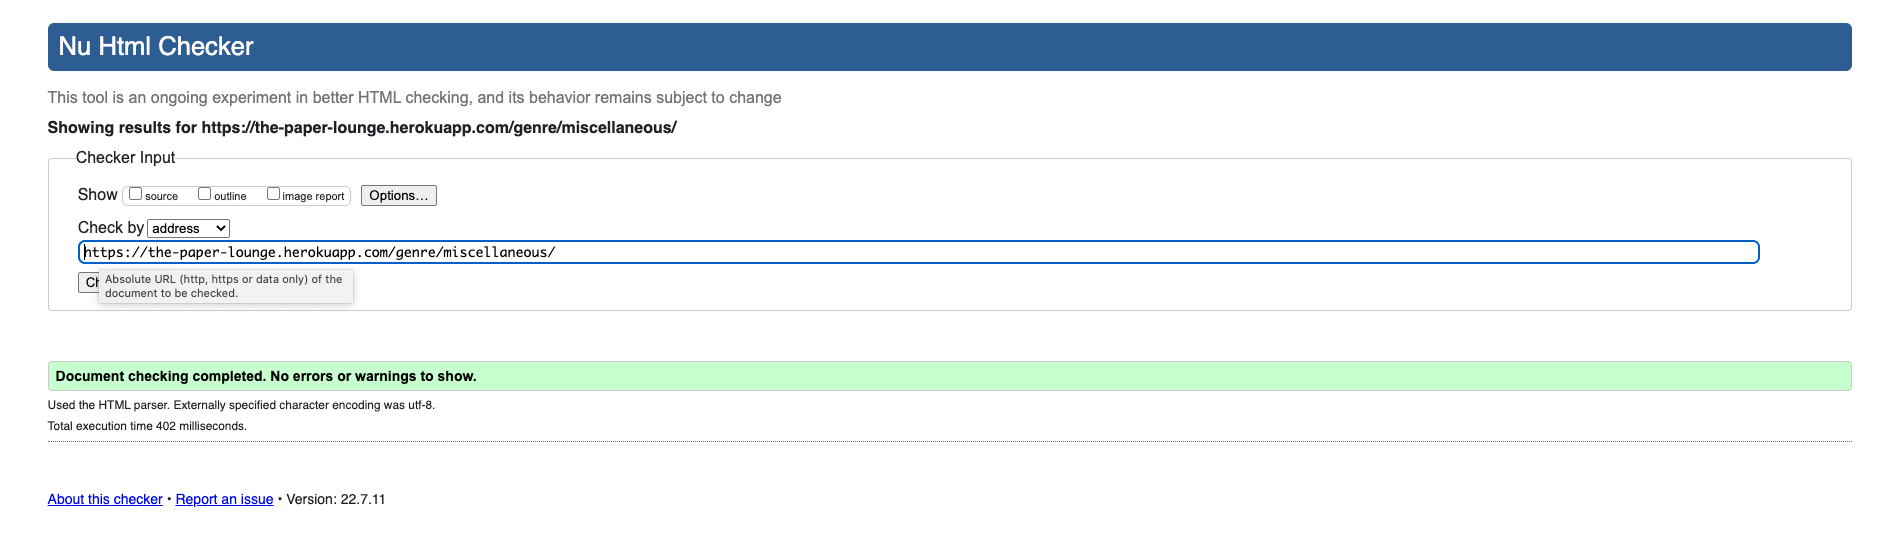 Nu Html Checker
This tool is an ongoing experiment in better HTML checking, and its behavior remains subject to change
Showing results for https://the-paper-lounge.herokuapp.com/genre/miscellaneous/
Checker Input
Show source outline image report Options...
Check by address
https://the-paper-lounge.herokuapp.com/genre/miscellaneous/
Absolute URL (http, https or data only) of the
document to be checked.
Document checking completed. No errors or warnings to show.
Used the HTML parser. Externally specified character encoding was utf-8.
Total execution time 402 milliseconds.
About this checker • Report an issue • Version: 22.7.11